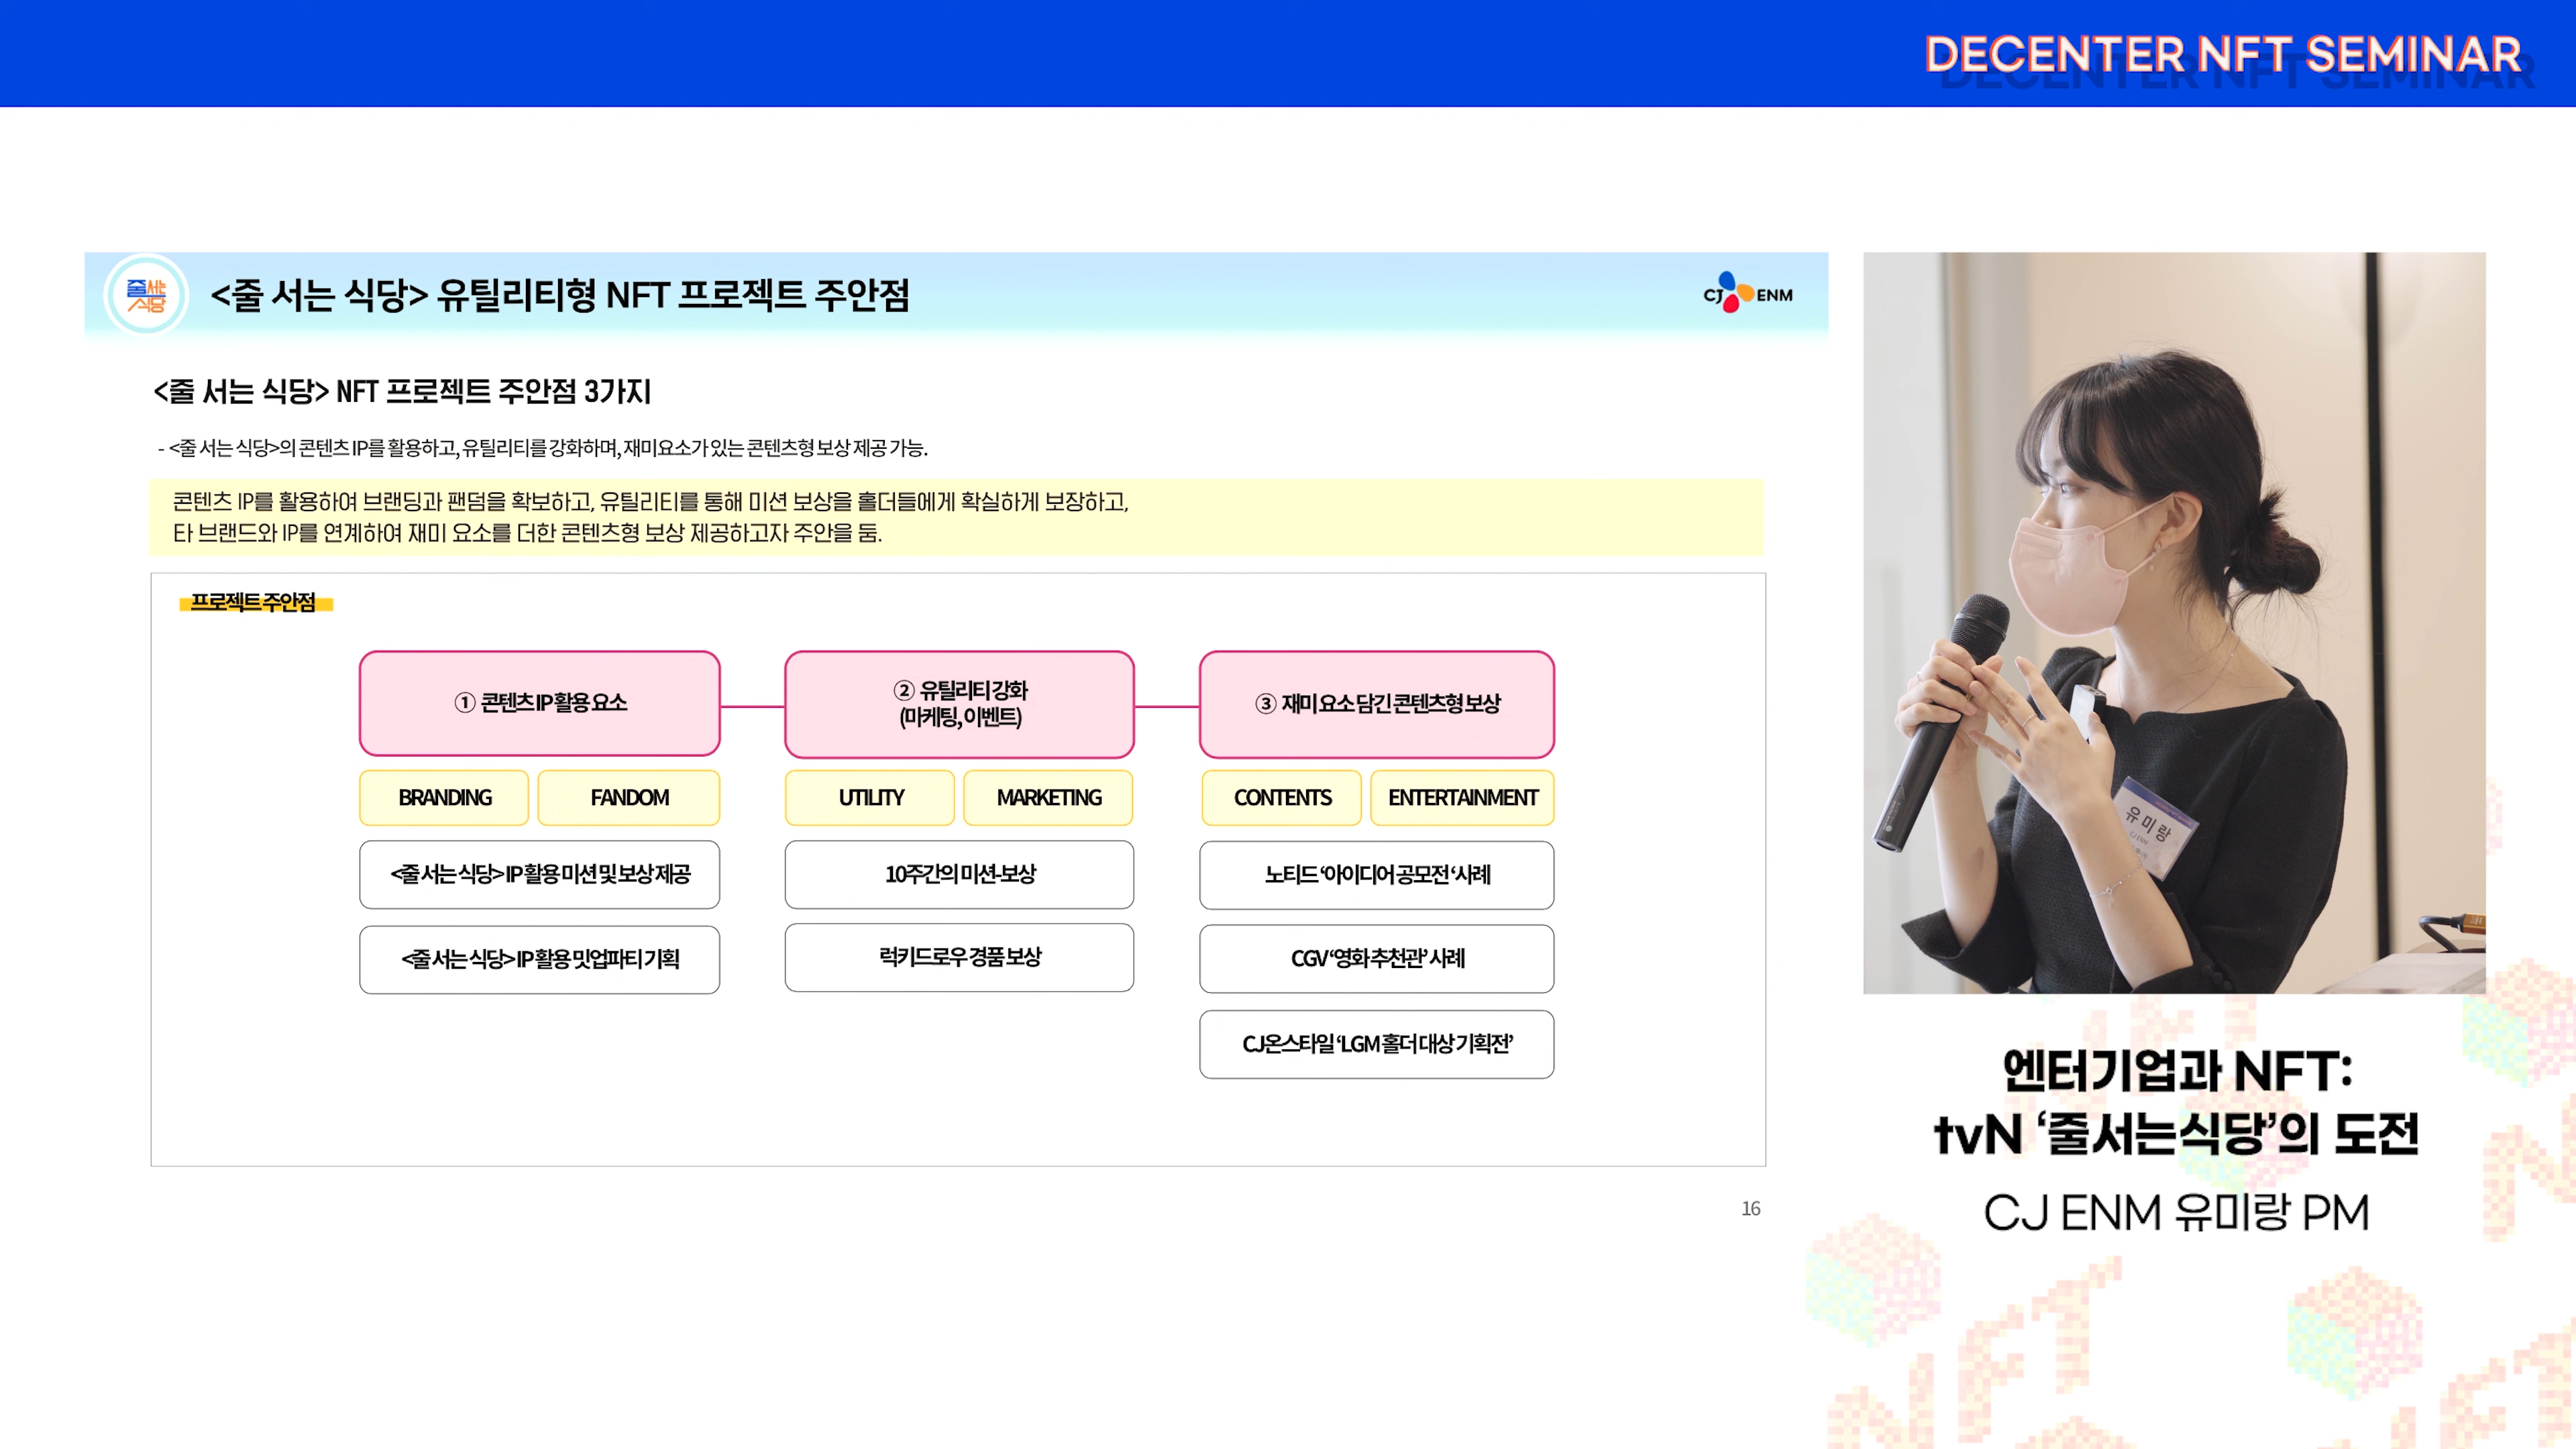 DECENTER NFT SEMINAR
줄서는
식당
<줄 서는 식당> 유틸리티형 NFT 프로젝트 주안점
CJ ENM
<줄 서는 식당> NFT 프로젝트 주안점 3가지
- <줄 서는 식당>의 콘텐츠 IP를 활용하고, 유틸리티를 강화하며, 재미요소가 있는 콘텐츠형 보상 제공 가능.
콘텐츠 IP를 활용하여 브랜딩과 팬덤을 확보하고, 유틸리티를 통해 미션 보상을 홀더들에게 확실하게 보장하고,
타 브랜드와 IP를 연계하여 재미 요소를 더한 콘텐츠형 보상 제공하고자 주안을 둠.
프로젝트 주안점
① 콘텐츠 IP 활용 요소
② 유틸리티 강화
(마케팅, 이벤트)
③ 재미 요소 담긴 콘텐츠형 보상
BRANDING
FANDOM
UTILITY
MARKETING
CONTENTS
ENTERTAINMENT
<줄 서는 식당> IP 활용 미션 및 보상 제공
10주간의 미션-보상
노티드 ‘아이디어 공모전‘ 사례
<줄 서는 식당> IP 활용 밋업파티 기획
럭키드로우 경품 보상
CGV ‘영화 추천관’ 사례
CJ온스타일 ‘LGM 홀더 대상 기획전’
16
유미랑
CJ ENM
엔터기업과 NFT:
tvN ‘줄서는식당’의 도전
CJ ENM 유미랑 PM
NFT
NFT
NFT